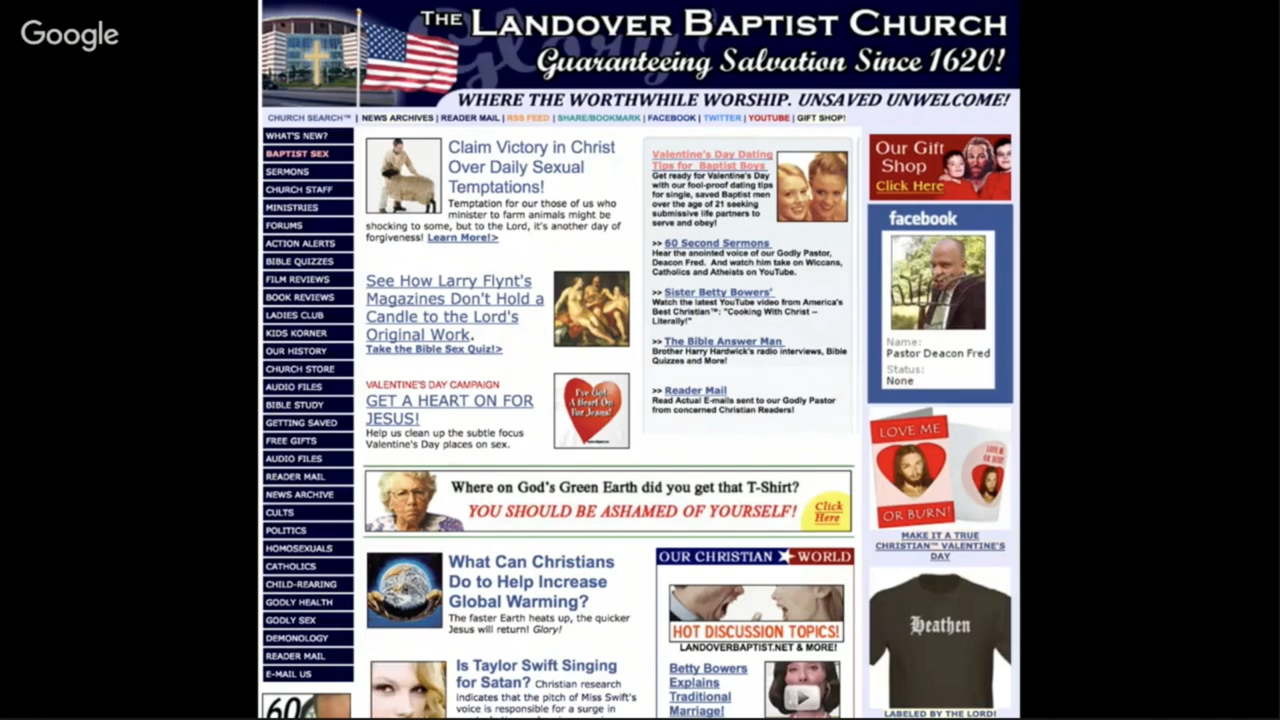 Google
THE LANDOVER BAPTIST CHURCH
Guaranteeing Salvation Since 1620!
WHERE THE WORTHWHILE WORSHIP. UNSAVED UNWELCOME!
CHURCH SEARCH™ | NEWS ARCHIVES | READER MAIL | RSS FEED | SHARE/BOOKMARK | FACEBOOK | TWITTER | YOUTUBE | GIFT SHOP!
WHAT'S NEW?
BAPTIST SEX
SERMONS
CHURCH STAFF
MINISTRIES
FORUMS
ACTION ALERTS
BIBLE QUIZZES
FILM REVIEWS
BOOK REVIEWS
LADIES CLUB
KIDS KORNER
OUR HISTORY
CHURCH STORE
AUDIO FILES
BIBLE STUDY
GETTING SAVED
FREE GIFTS
AUDIO FILES
READER MAIL
NEWS ARCHIVE
CULTS
POLITICS
HOMOSEXUALS
CATHOLICS
CHILD-REARING
GODLY HEALTH
GODLY SEX
DEMONOLOGY
READER MAIL
E-MAIL US
60
Claim Victory in Christ
Over Daily Sexual
Temptations!
Temptation for our those of us who
minister to farm animals might be
shocking to some, but to the Lord, it's another day of
forgiveness! Learn More!>
See How Larry Flynt's
Magazines Don't Hold a
Candle to the Lord's
Original Work.
Take the Bible Sex Quiz!>
VALENTINE'S DAY CAMPAIGN
GET A HEART ON FOR
JESUS!
Help us clean up the subtle focus
Valentine's Day places on sex.
I've Got
A Heart On
For Jesus!
Valentine's Day Dating
Tips for Baptist Boys
Get ready for Valentine's Day
with our fool-proof dating tips
for single, saved Baptist men
over the age of 21 seeking
submissive life partners to
serve and obey!
>> 60 Second Sermons
Hear the anointed voice of our Godly Pastor,
Deacon Fred. And watch him take on Wiccans,
Catholics and Atheists on YouTube.
>> Sister Betty Bowers'
Watch the latest YouTube video from America's
Best Christian™: "Cooking With Christ --
Literally!"
>> The Bible Answer Man
Brother Harry Hardwick's radio interviews, Bible
Quizzes and More!
>> Reader Mail
Read Actual E-mails sent to our Godly Pastor
from concerned Christian Readers!
Where on God's Green Earth did you get that T-Shirt?
YOU SHOULD BE ASHAMED OF YOURSELF!
Click
Here
What Can Christians
Do to Help Increase
Global Warming?
The faster Earth heats up, the quicker
Jesus will return! Glory!
Is Taylor Swift Singing
for Satan? Christian research
indicates that the pitch of Miss Swift's
voice is responsible for a surge in
OUR CHRISTIAN WORLD
HOT DISCUSSION TOPICS!
LANDOVERBAPTIST.NET & MORE!
Betty Bowers
Explains
Traditional
Marriage!
Our Gift
Shop
Click Here
facebook
Name:
Pastor Deacon Fred
Status:
None
LOVE ME
OR BURN!
MAKE IT A TRUE
CHRISTIAN™ VALENTINE'S
DAY
Heathen
LABELED BY THE LORD!